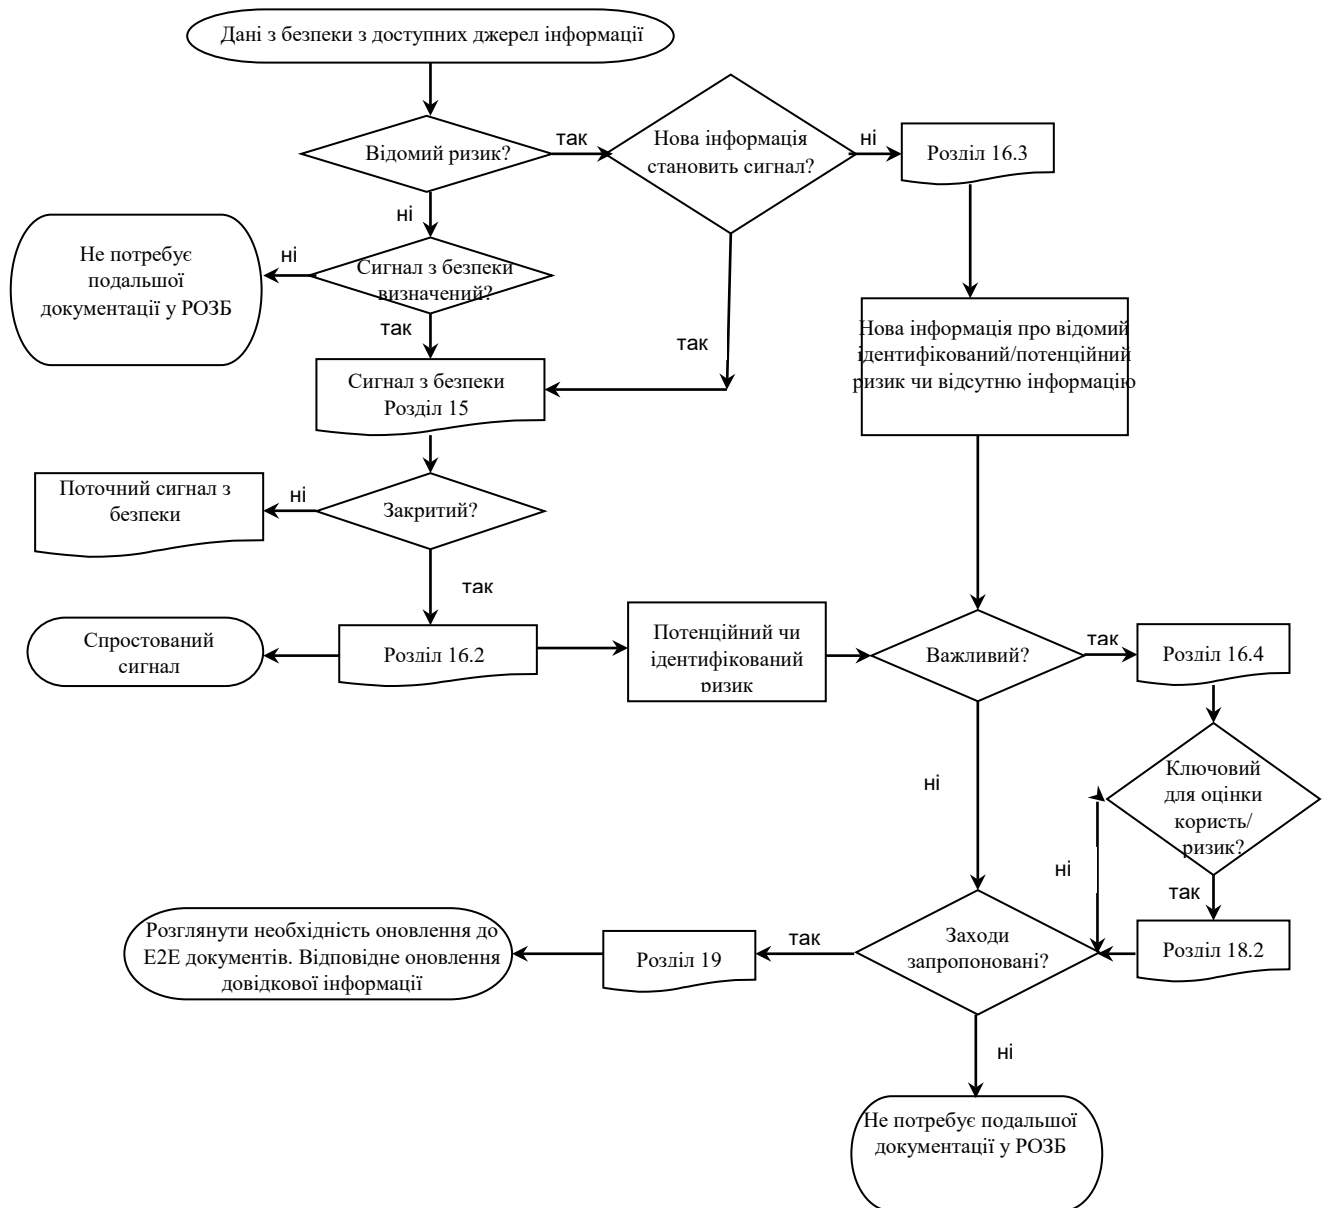 Дані з безпеки з доступних джерел інформації
Відомий ризик?
так
Нова інформація
становить сигнал?
ні
Розділ 16.3
ні
Не потребує
подальшої
документації у РОЗБ
ні
Сигнал з безпеки
визначений?
так
так
Нова інформація про відомий
ідентифікований/потенційний
ризик чи відсутню інформацію
Сигнал з безпеки
Розділ 15
Поточний сигнал з
безпеки
ні
Закритий?
так
Спростований
сигнал
Розділ 16.2
Потенційний чи
ідентифікований
ризик
Важливий?
так
Розділ 16.4
ні
Ключовий
для оцінки
користь/
ризик?
ні
так
Розглянути необхідність оновлення до
Е2Е документів. Відповідне оновлення
довідкової інформації
Розділ 19
так
Заходи
запропоновані?
Розділ 18.2
ні
Не потребує подальшої
документації у РОЗБ